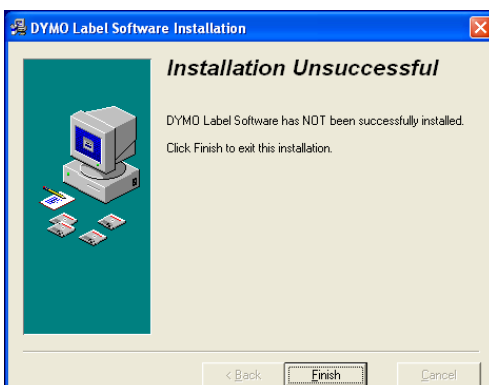 DYMO Label Software Installation
Installation Unsuccessful
DYMO Label Software has NOT been successfully installed.
Click Finish to exit this installation.
< Back Finish Cancel